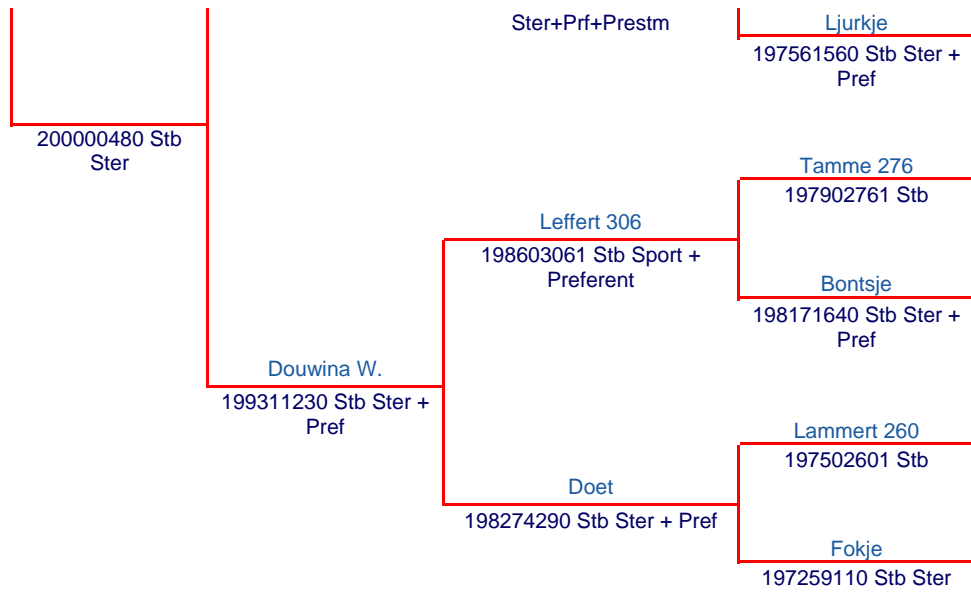 Ster+Prf+Prestm
Ljurkje
197561560 Stb Ster +
Pref
200000480 Stb
Ster
Tamme 276
197902761 Stb
Leffert 306
198603061 Stb Sport +
Preferent
Bontsje
198171640 Stb Ster +
Pref
Douwina W.
199311230 Stb Ster +
Pref
Lammert 260
197502601 Stb
Doet
198274290 Stb Ster + Pref
Fokje
197259110 Stb Ster